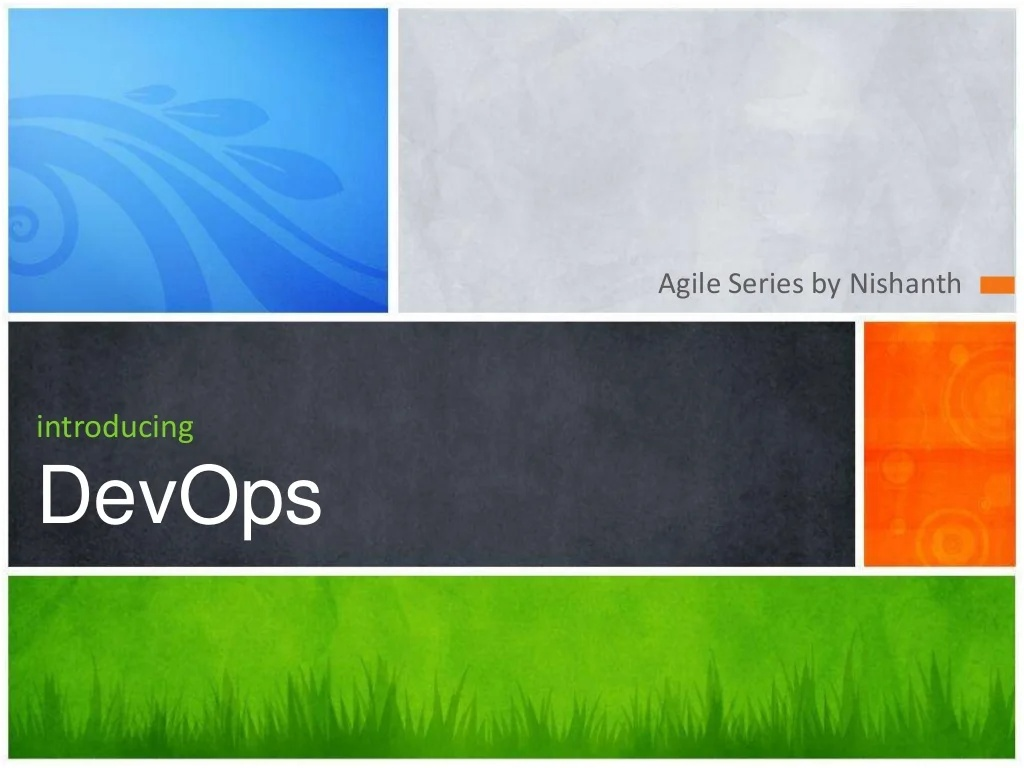 Agile Series by Nishanth
introducing
DevOps